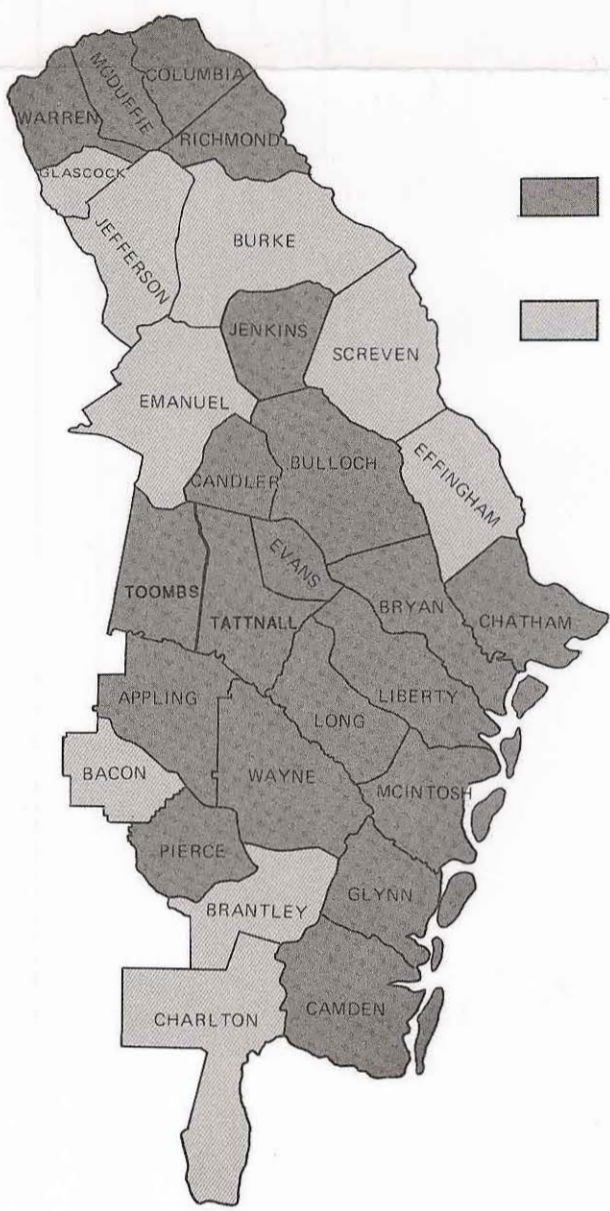 COLUMBIA
MCDUFFIE
WARREN
RICHMOND
GLASCOCK
JEFFERSON
BURKE
JENKINS
SCREVEN
EMANUEL
BULLOCH
EFFINGHAM
CANDLER
EVANS
TOOMBS
BRYAN
TATTNALL
CHATHAM
APPLING
LIBERTY
LONG
BACON
WAYNE
MCINTOSH
PIERCE
GLYNN
BRANTLEY
CAMDEN
CHARLTON